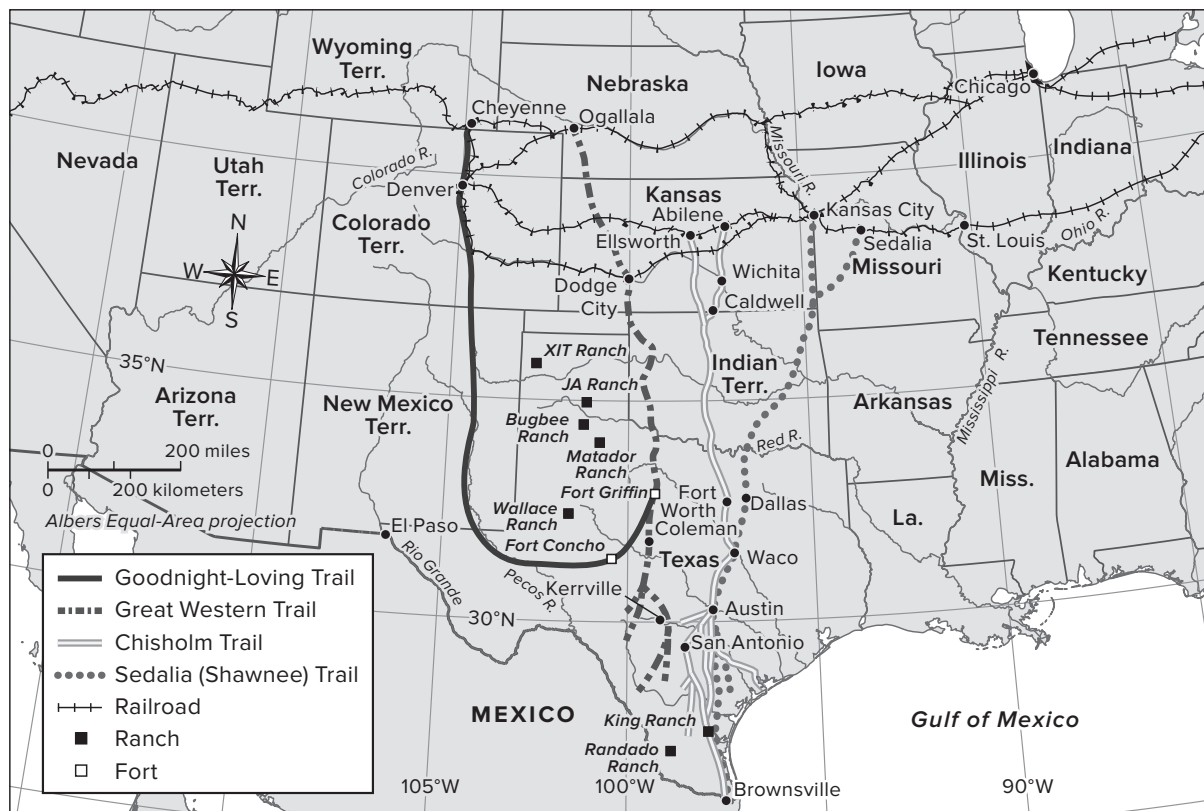 Wyoming
Terr.
Nebraska
Iowa
Chicago
Cheyenne
Ogallala
Nevada
Utah
Terr.
Colorado R.
Missouri R.
Illinois
Indiana
Denver
Kansas
Abilene
Kansas City
Colorado
Terr.
Ellsworth
Sedalia
St. Louis
Ohio R.
Missouri
N
W
E
S
Wichita
Kentucky
Dodge
City
Caldwell
Tennessee
35°N
XIT Ranch
Indian
Terr.
Mississippi R.
JA Ranch
Arizona
Terr.
New Mexico
Terr.
Arkansas
Bugbee
Ranch
Red R.
Matador
Ranch
0
200 miles
0
200 kilometers
Albers Equal-Area projection
Miss.
Alabama
Fort Griffin
Fort
Worth
Dallas
La.
Wallace
Ranch
El Paso
Coleman
Fort Concho
Texas
Waco
Rio Grande
Pecos R.
Kerrville
30°N
Austin
San Antonio
Goodnight-Loving Trail
Great Western Trail
Chisholm Trail
Sedalia (Shawnee) Trail
Railroad
Ranch
Fort
MEXICO
King Ranch
Gulf of Mexico
Randado
Ranch
105°W
100°W
Brownsville
90°W